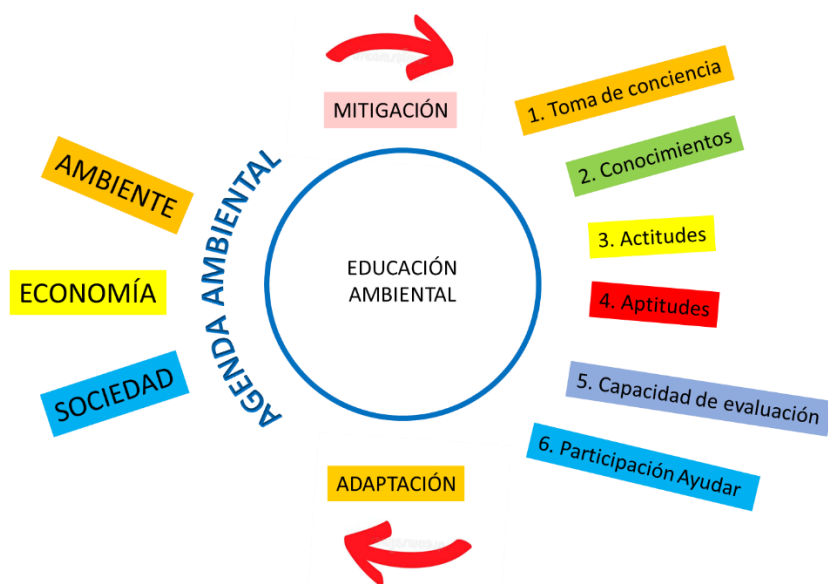 MITIGACIÓN
AMBIENTE
ECONOMÍA
SOCIEDAD
AGENDA AMBIENTAL
EDUCACIÓN
AMBIENTAL
1. Toma de conciencia
2. Conocimientos
3. Actitudes
4. Aptitudes
5. Capacidad de evaluación
6. Participación Ayudar
ADAPTACIÓN